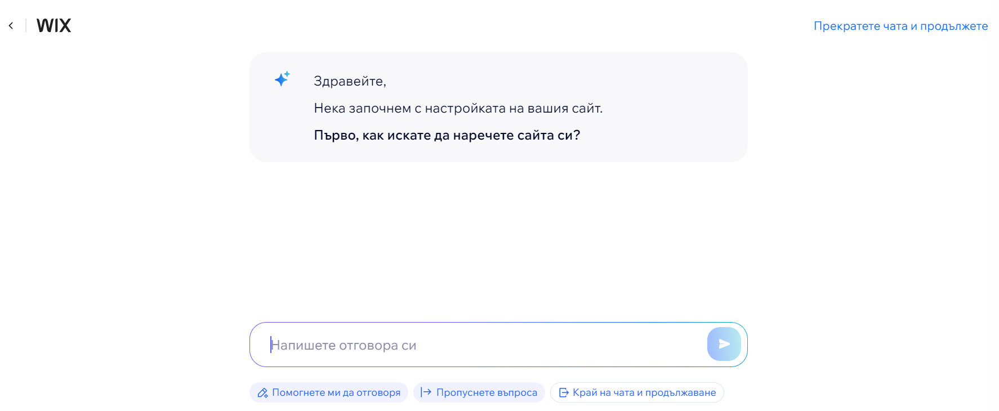 WIX
Прекратете чата и продължете
Здравейте,
Нека започнем с настройката на вашия сайт.
Първо, как искате да наречете сайта си?
Напишете отговора си
Помогнете ми да отговоря
Пропуснете въпроса
Край на чата и продължаване